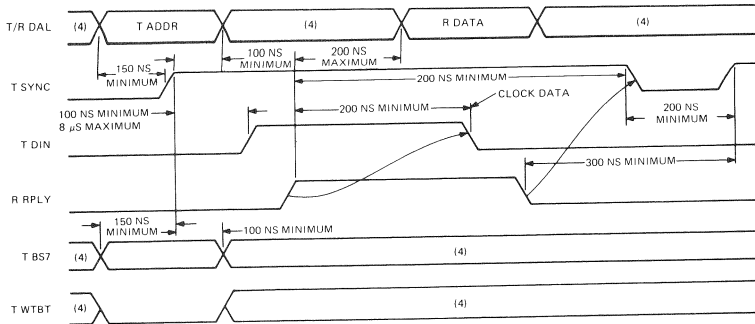 T/R DAL (4) T ADDR (4) R DATA (4)
100 NS
MINIMUM
200 NS
MAXIMUM
150 NS
MINIMUM
200 NS MINIMUM
T SYNC
CLOCK DATA
100 NS MINIMUM
8 µS MAXIMUM
200 NS MINIMUM
200 NS
MINIMUM
T DIN
300 NS MINIMUM
R RPLY
150 NS
MINIMUM
100 NS MINIMUM
T BS7 (4) (4)
T WTBT (4) (4)